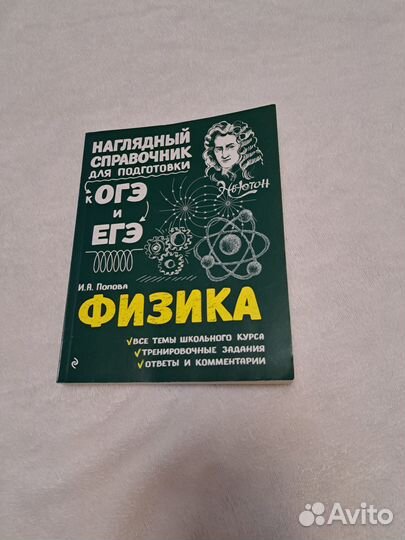 НАГЛЯДНЫЙ
СПРАВОЧНИК
ДЛЯ ПОДГОТОВКИ
К ОГЭ
И
ЕГЭ
Ньютон
И.А. Попова
ФИЗИКА
√ВСЕ ТЕМЫ ШКОЛЬНОГО КУРСА
√ТРЕНИРОВОЧНЫЕ ЗАДАНИЯ
√ОТВЕТЫ И КОММЕНТАРИИ
Avito